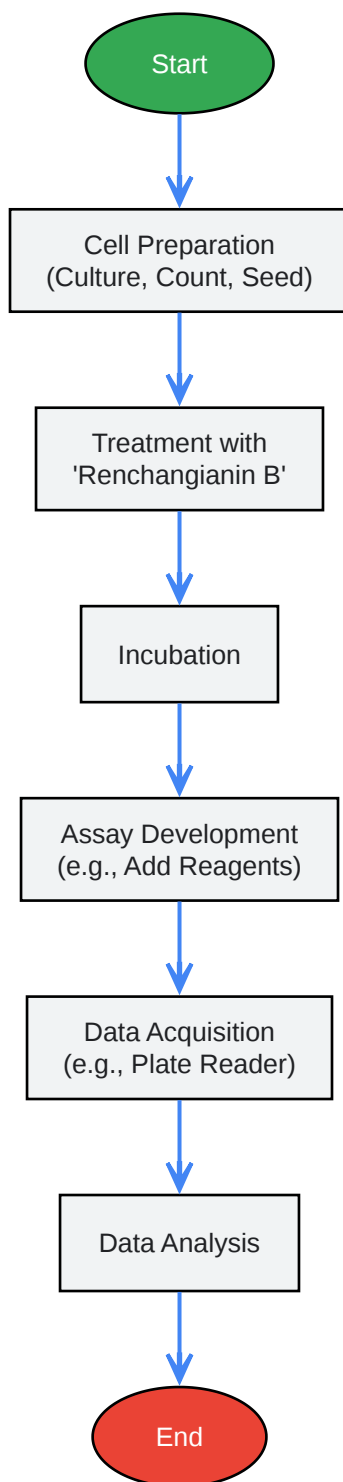 Start
Cell Preparation
(Culture, Count, Seed)
Treatment with
'Renchangianin B'
Incubation
Assay Development
(e.g., Add Reagents)
Data Acquisition
(e.g., Plate Reader)
Data Analysis
End